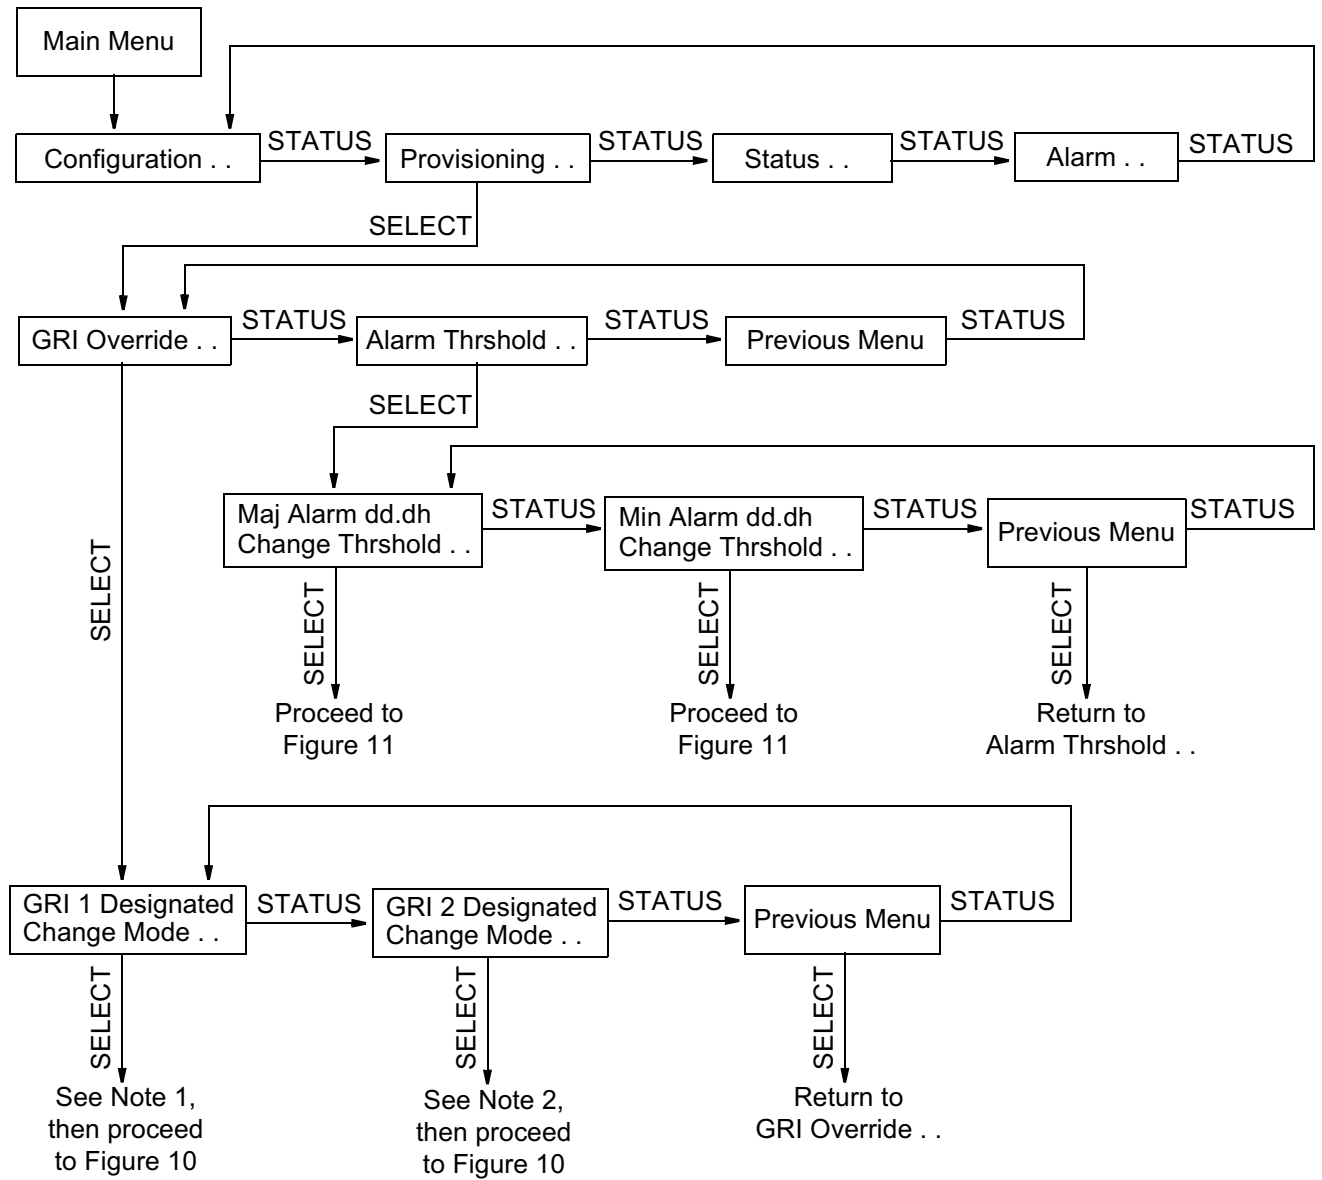 Main Menu
Configuration . .
STATUS
Provisioning . .
STATUS
Status . .
STATUS
Alarm . .
STATUS
SELECT
GRI Override . .
STATUS
Alarm Thrshold . .
STATUS
Previous Menu
STATUS
SELECT
SELECT
Maj Alarm dd.dh
Change Thrshold . .
STATUS
Min Alarm dd.dh
Change Thrshold . .
STATUS
Previous Menu
STATUS
SELECT
SELECT
SELECT
Proceed to
Figure 11
Proceed to
Figure 11
Return to
Alarm Thrshold . .
GRI 1 Designated
Change Mode . .
STATUS
GRI 2 Designated
Change Mode . .
STATUS
Previous Menu
STATUS
SELECT
SELECT
SELECT
See Note 1,
then proceed
to Figure 10
See Note 2,
then proceed
to Figure 10
Return to
GRI Override . .